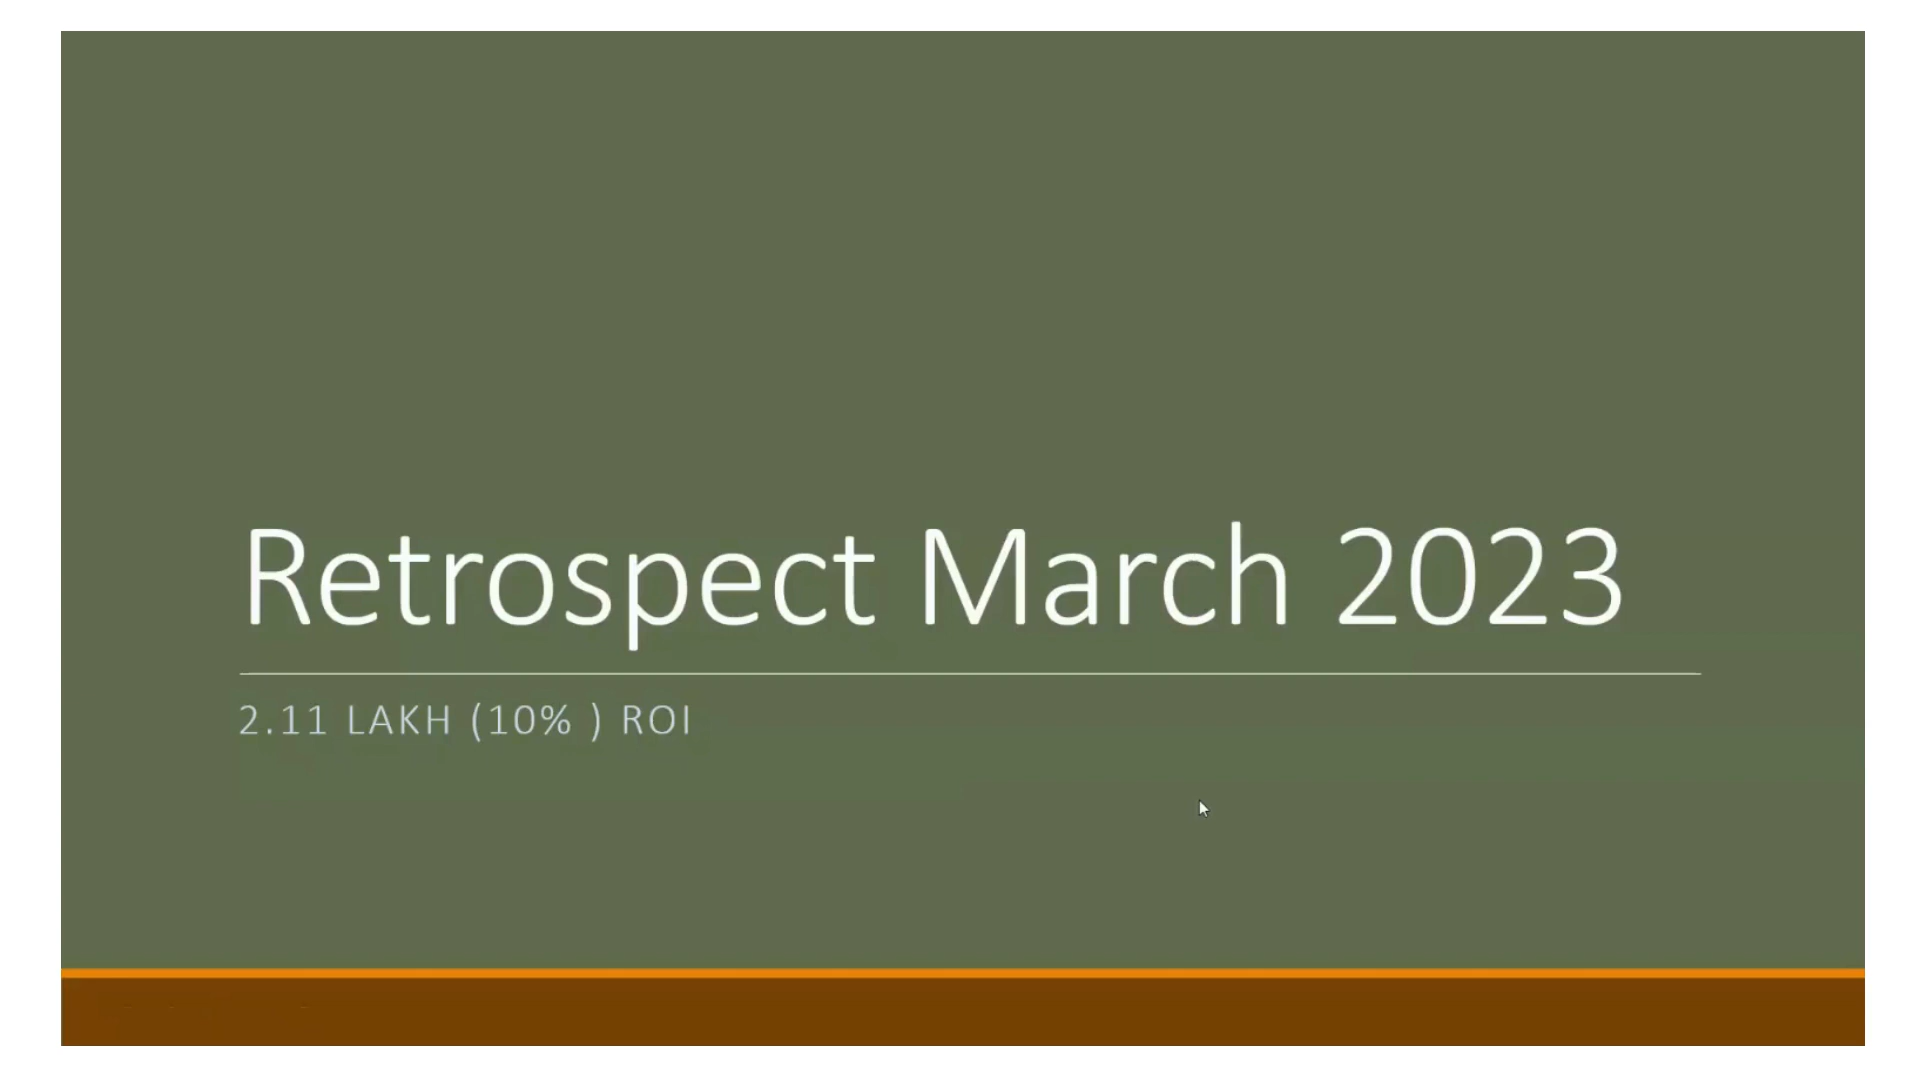 Retrospect March 2023
2.11 LAKH (10% ) ROI